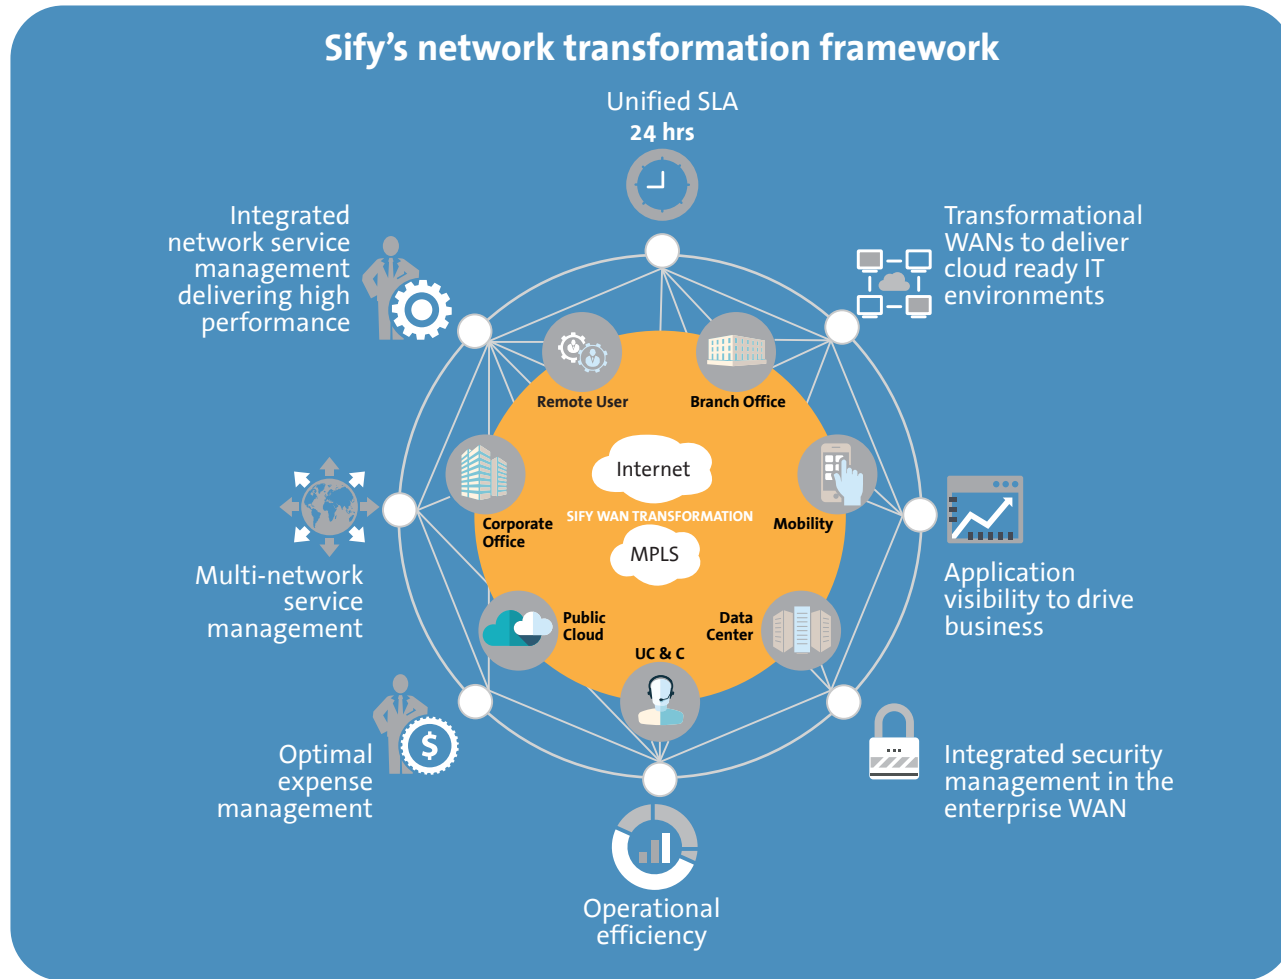 Sify’s network transformation framework
Unified SLA
24 hrs
Integrated
network service
management
delivering high
performance
Transformational
WANs to deliver
cloud ready IT
environments
Remote User
Branch Office
Internet
Corporate
Office
SIFY WAN TRANSFORMATION
Mobility
MPLS
Multi-network
service
management
Application
visibility to drive
business
Public
Cloud
Data
Center
UC & C
$
Optimal
expense
management
Integrated security
management in the
enterprise WAN
Operational
efficiency